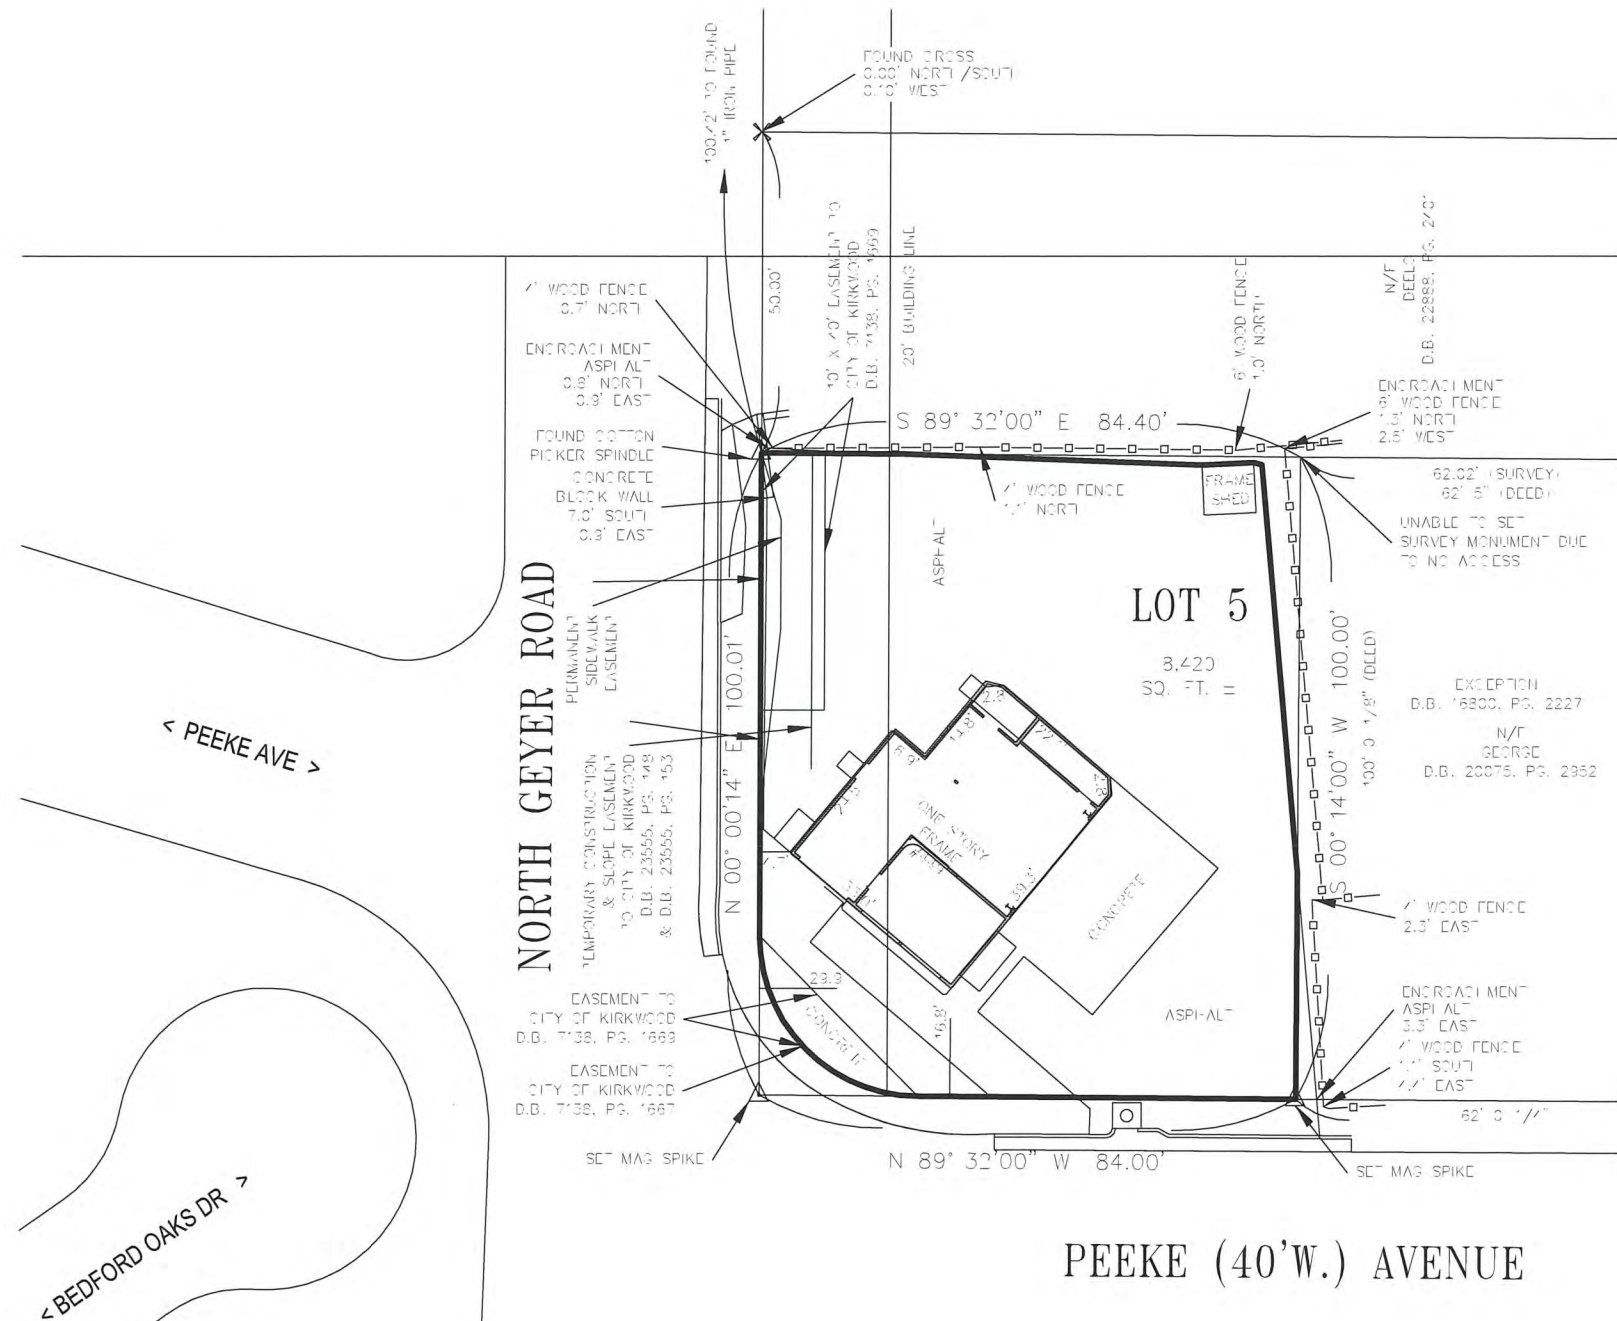 100.42' TO FOUND
1" IRON PIPE
FOUND CROSS
0.00' NORTH/SOUTH
0.10' WEST
50.00'
10' X 40' EASEMENT TO
CITY OF KIRKWOOD
D.B. 7138, PG. 1669
20' BUILDING LINE
6' WOOD FENCE
1.0' NORTH
N/F
D.B. 22888, PG.
4' WOOD FENCE
0.7' NORTH
ENCROACHMENT
ASPHALT
0.8' NORTH
0.9' EAST
FOUND COTTON
PICKER SPINDLE
CONCRETE
BLOCK WALL
7.0' SOUTH
0.9' EAST
S 89° 32'00" E 84.40'
ENCROACHMENT
6' WOOD FENCE
1.3' NORTH
2.5' WEST
62.02' (SURVEY)
62' 5" (DEED)
UNABLE TO SET
SURVEY MONUMENT DUE
TO NO ACCESS
4' WOOD FENCE
1.1' NORTH
FRAME
SHED
ASPHALT
LOT 5
8,420
SQ. FT. ±
NORTH GEYER ROAD
PERMANENT
SIDEWALK
EASEMENT
N 00° 00'14" E 100.01'
TEMPORARY CONSTRUCTION
& SLOPE EASEMENT
TO CITY OF KIRKWOOD
D.B. 23555, PG. 148
& D.B. 23555, PG. 153
S 00° 14'00" W 100.00'
100' 0 1/8" (DEED)
EXCEPTION
D.B. 16800, PG. 2227
N/F
GEORGE
D.B. 20075, PG. 2952
< PEEKE AVE >
11.8'
6.9'
ONE STORY
FRAME
39.3'
CONCRETE
4' WOOD FENCE
2.3' EAST
29.9
16.8'
CONCRETE
ASPHALT
EASEMENT TO
CITY OF KIRKWOOD
D.B. 7138, PG. 1669
EASEMENT TO
CITY OF KIRKWOOD
D.B. 7138, PG. 1667
ENCROACHMENT
ASPHALT
3.3' EAST
4' WOOD FENCE
1.1' SOUTH
4.4' EAST
62' 0 1/4"
SET MAG SPIKE
N 89° 32'00" W 84.00'
SET MAG SPIKE
< BEDFORD OAKS DR >
PEEKE (40'W.) AVENUE